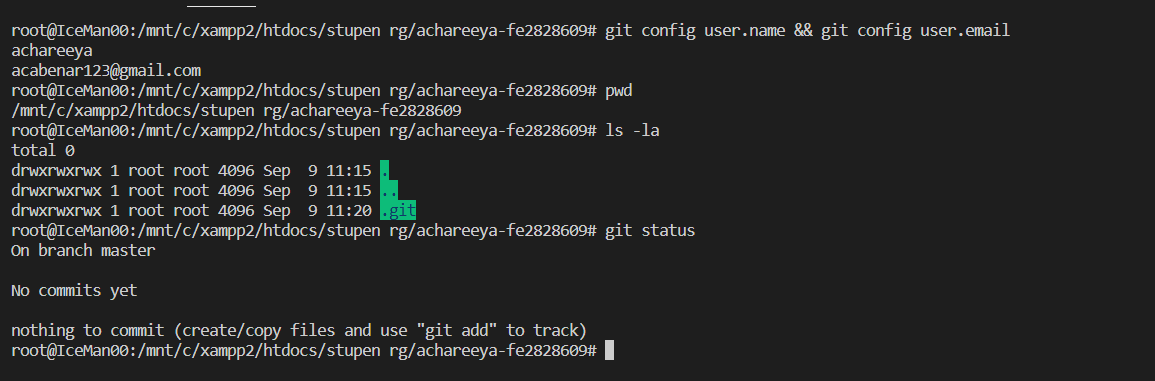 root@IceMan00:/mnt/c/xampp2/htdocs/stupen rg/achareeya-fe2828609# git config user.name && git config user.email
achareeya
acabenar123@gmail.com
root@IceMan00:/mnt/c/xampp2/htdocs/stupen rg/achareeya-fe2828609# pwd
/mnt/c/xampp2/htdocs/stupen rg/achareeya-fe2828609
root@IceMan00:/mnt/c/xampp2/htdocs/stupen rg/achareeya-fe2828609# ls -la
total 0
drwxrwxrwx 1 root root 4096 Sep  9 11:15 .
drwxrwxrwx 1 root root 4096 Sep  9 11:15 ..
drwxrwxrwx 1 root root 4096 Sep  9 11:20 .git
root@IceMan00:/mnt/c/xampp2/htdocs/stupen rg/achareeya-fe2828609# git status
On branch master
No commits yet
nothing to commit (create/copy files and use "git add" to track)
root@IceMan00:/mnt/c/xampp2/htdocs/stupen rg/achareeya-fe2828609#